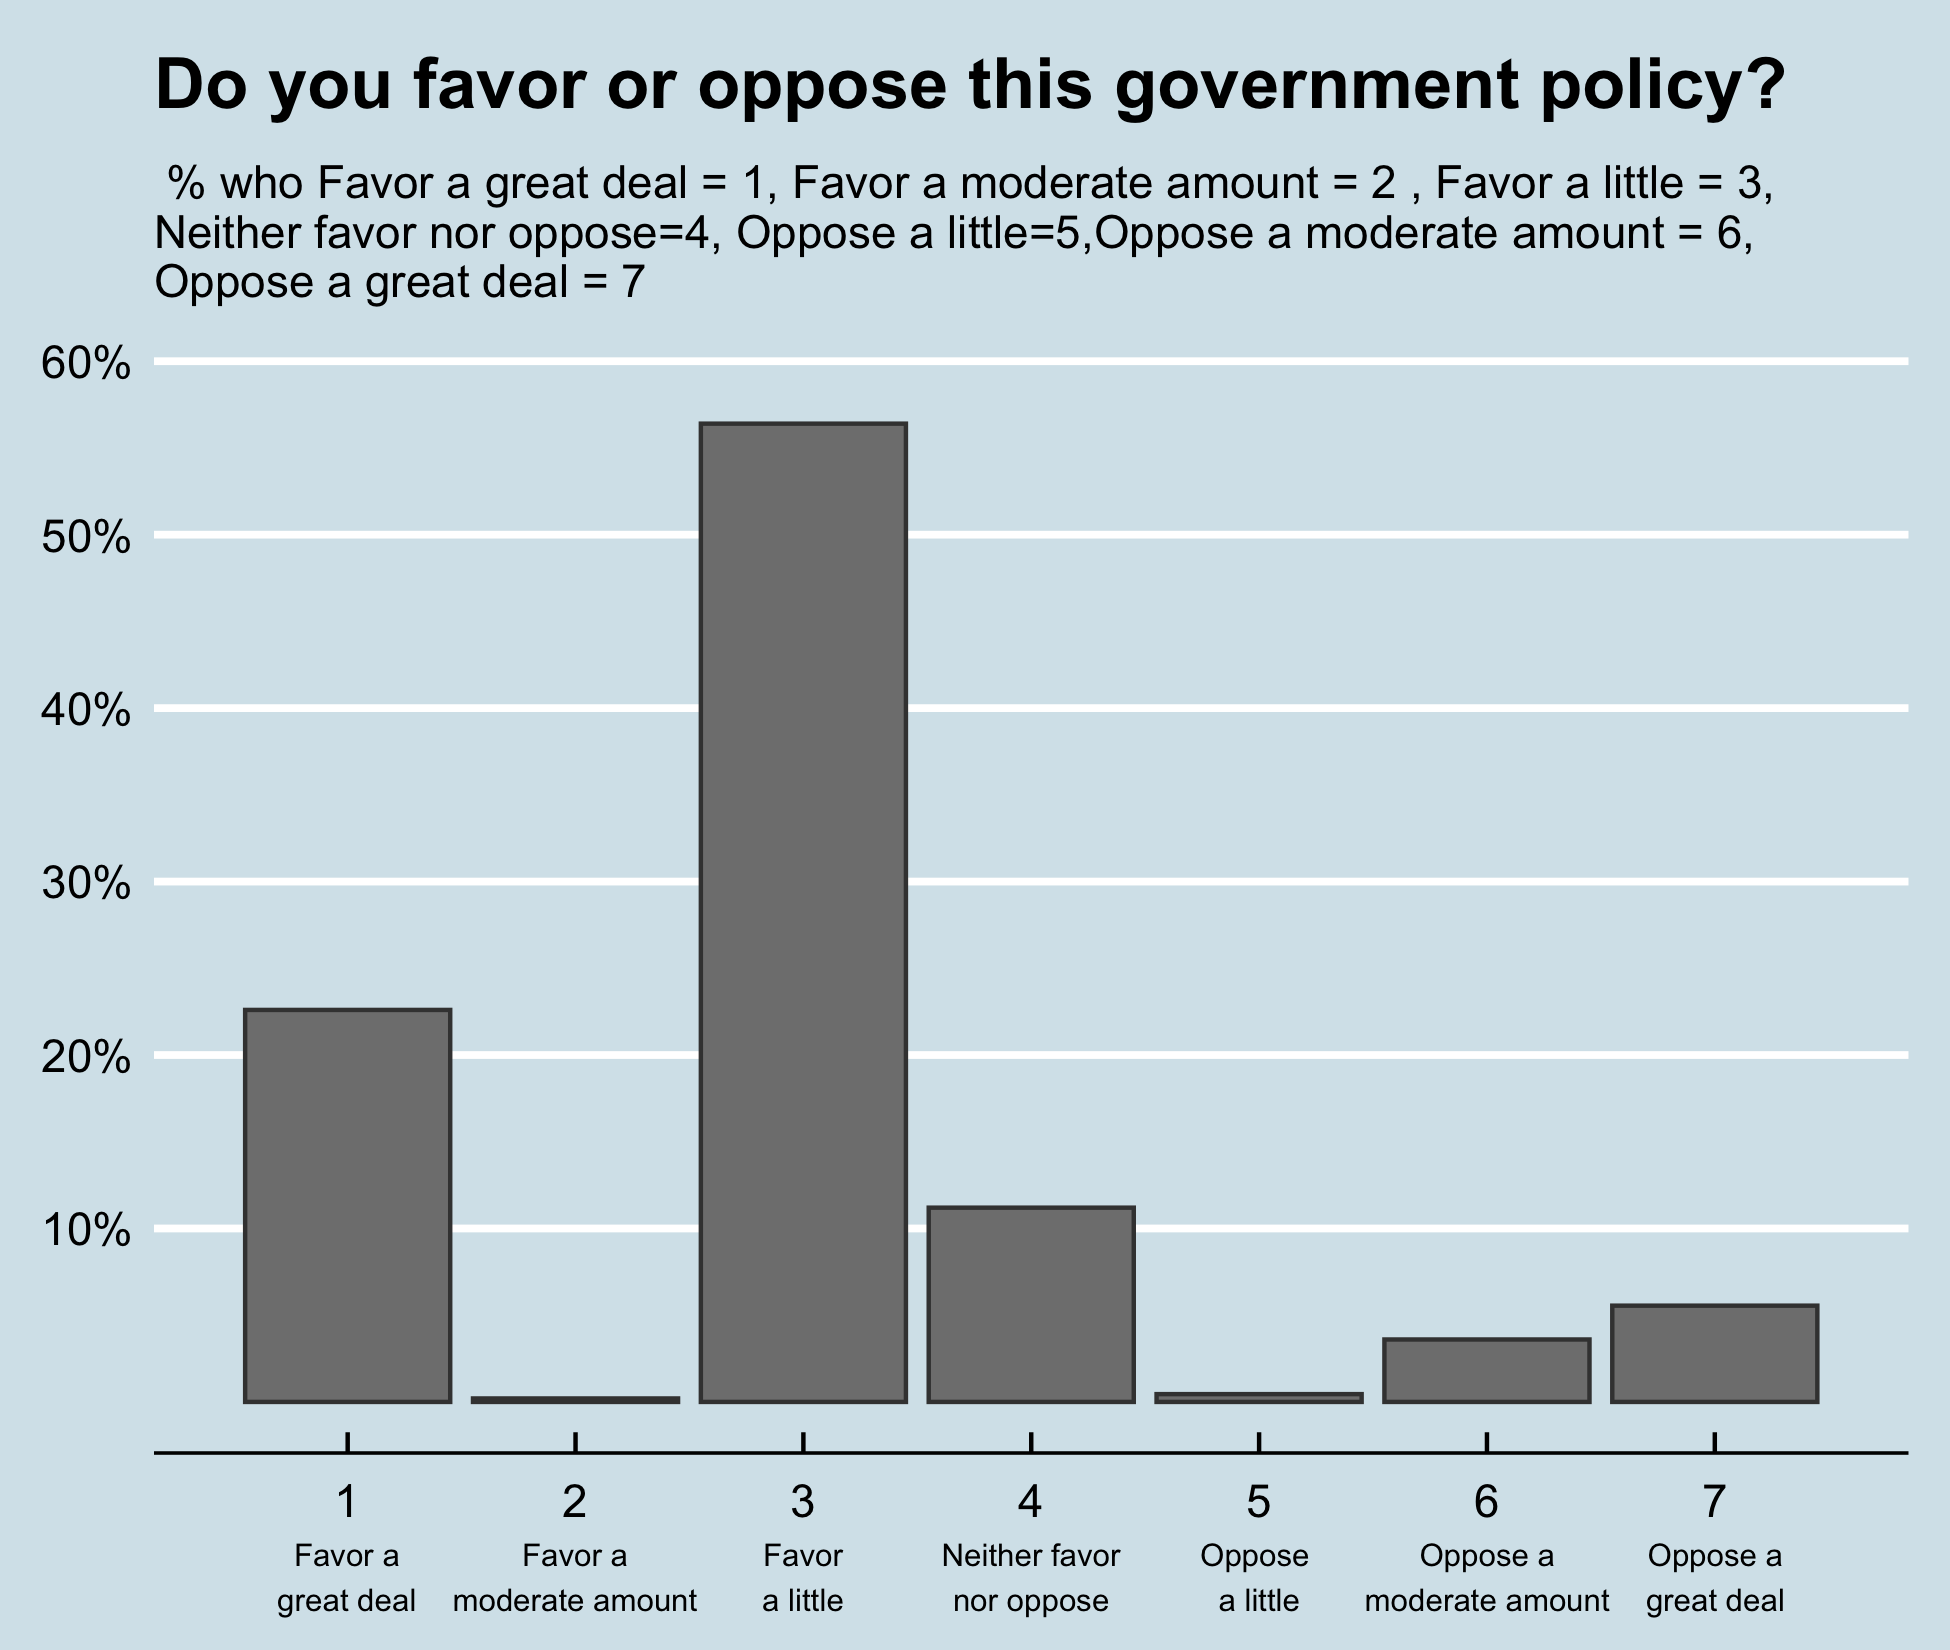 Do you favor or oppose this government policy?
% who Favor a great deal = 1, Favor a moderate amount = 2 , Favor a little = 3,
Neither favor nor oppose=4, Oppose a little=5,Oppose a moderate amount = 6,
Oppose a great deal = 7
60%
50%
40%
30%
20%
10%
1 2 3 4 5 6 7
Favor a Favor a Favor Neither favor Oppose Oppose a Oppose a
great deal moderate amount a little nor oppose a little moderate amount great deal